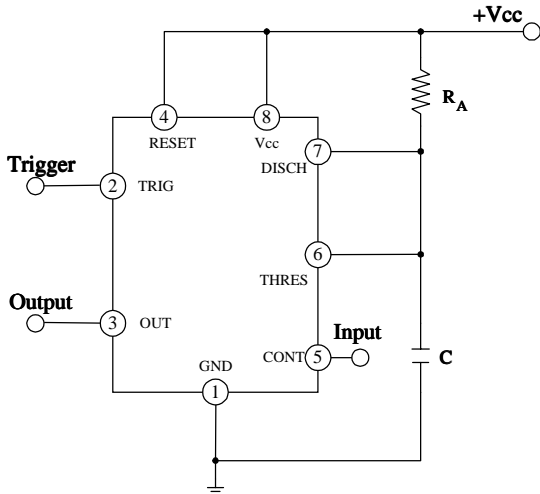 +Vcc
R_A
4
8
RESET
Vcc
7
DISCH
Trigger
2
TRIG
6
THRES
Output
3
OUT
Input
CONT
5
GND
C
1